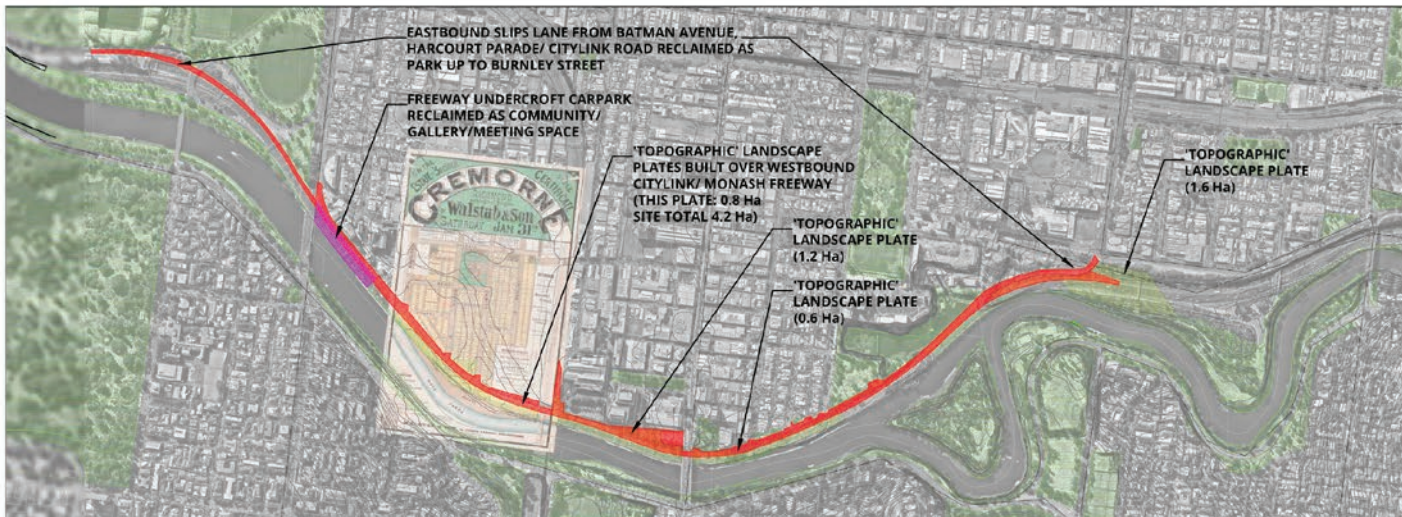 EASTBOUND SLIPS LANE FROM BATMAN AVENUE,
HARCOURT PARADE/ CITYLINK ROAD RECLAIMED AS
PARK UP TO BURNLEY STREET
FREEWAY UNDERCROFT CARPARK
RECLAIMED AS COMMUNITY/
GALLERY/MEETING SPACE
'TOPOGRAPHIC' LANDSCAPE
PLATES BUILT OVER WESTBOUND
CITYLINK/ MONASH FREEWAY
(THIS PLATE: 0.8 Ha
SITE TOTAL 4.2 Ha)
'TOPOGRAPHIC'
LANDSCAPE PLATE
(1.2 Ha)
'TOPOGRAPHIC'
LANDSCAPE PLATE
(0.6 Ha)
'TOPOGRAPHIC'
LANDSCAPE PLATE
(1.6 Ha)
CREMORNE
Walstab & Son
SATURDAY JAN 31st